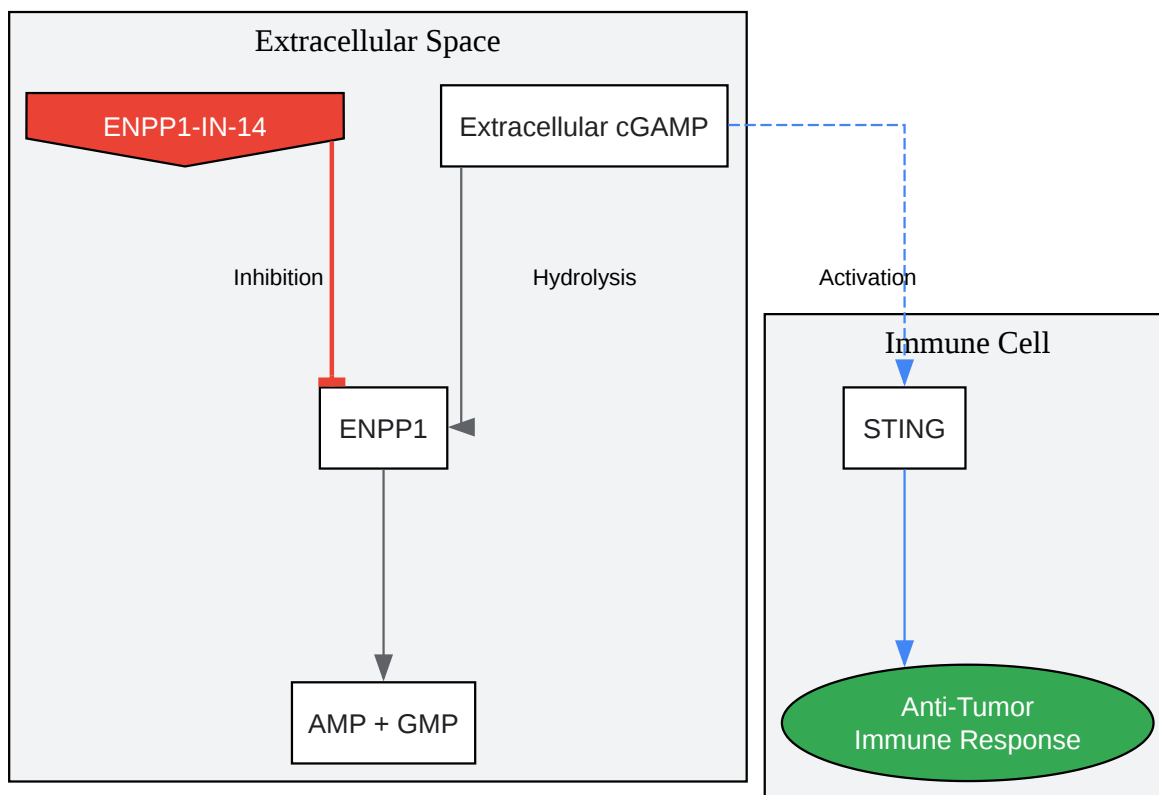 Extracellular Space
ENPP1-IN-14
Extracellular cGAMP
Inhibition
Hydrolysis
Activation
Immune Cell
ENPP1
STING
AMP + GMP
Anti-Tumor
Immune Response